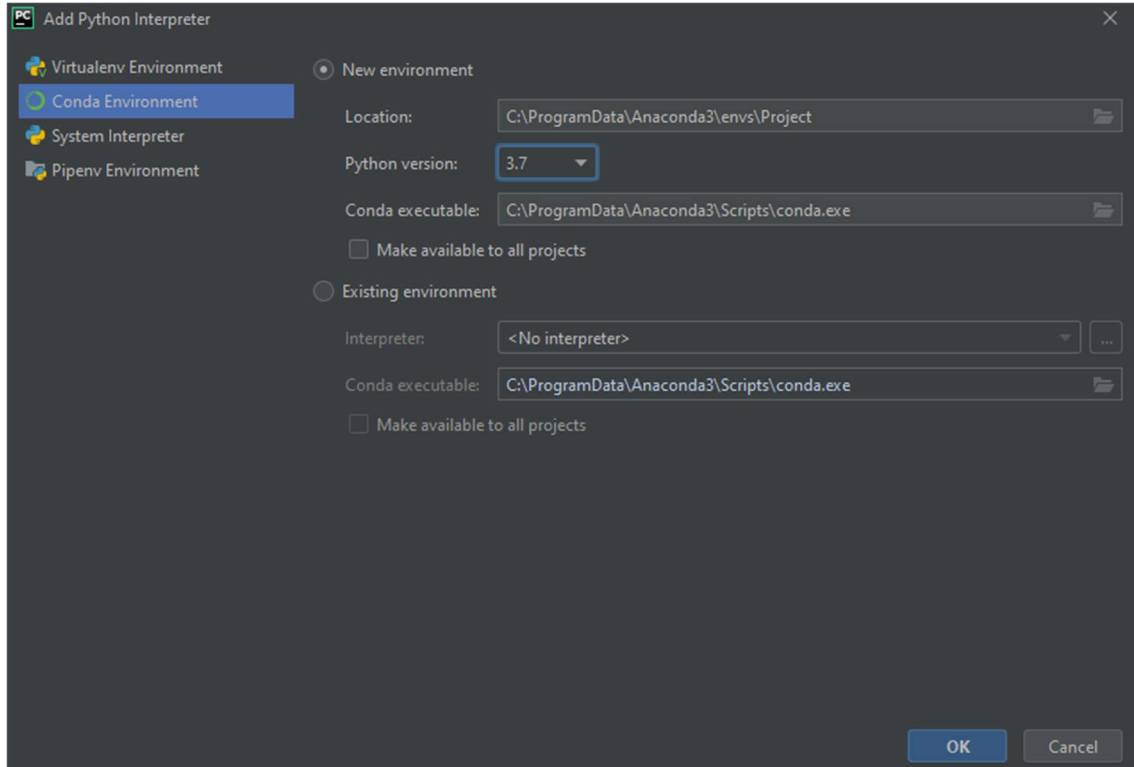 PC Add Python Interpreter
Virtualenv Environment
Conda Environment
System Interpreter
Pipenv Environment
New environment
Location: C:\ProgramData\Anaconda3\envs\Project
Python version: 3.7
Conda executable: C:\ProgramData\Anaconda3\Scripts\conda.exe
Make available to all projects
Existing environment
Interpreter: <No interpreter> ...
Conda executable: C:\ProgramData\Anaconda3\Scripts\conda.exe
Make available to all projects
OK Cancel